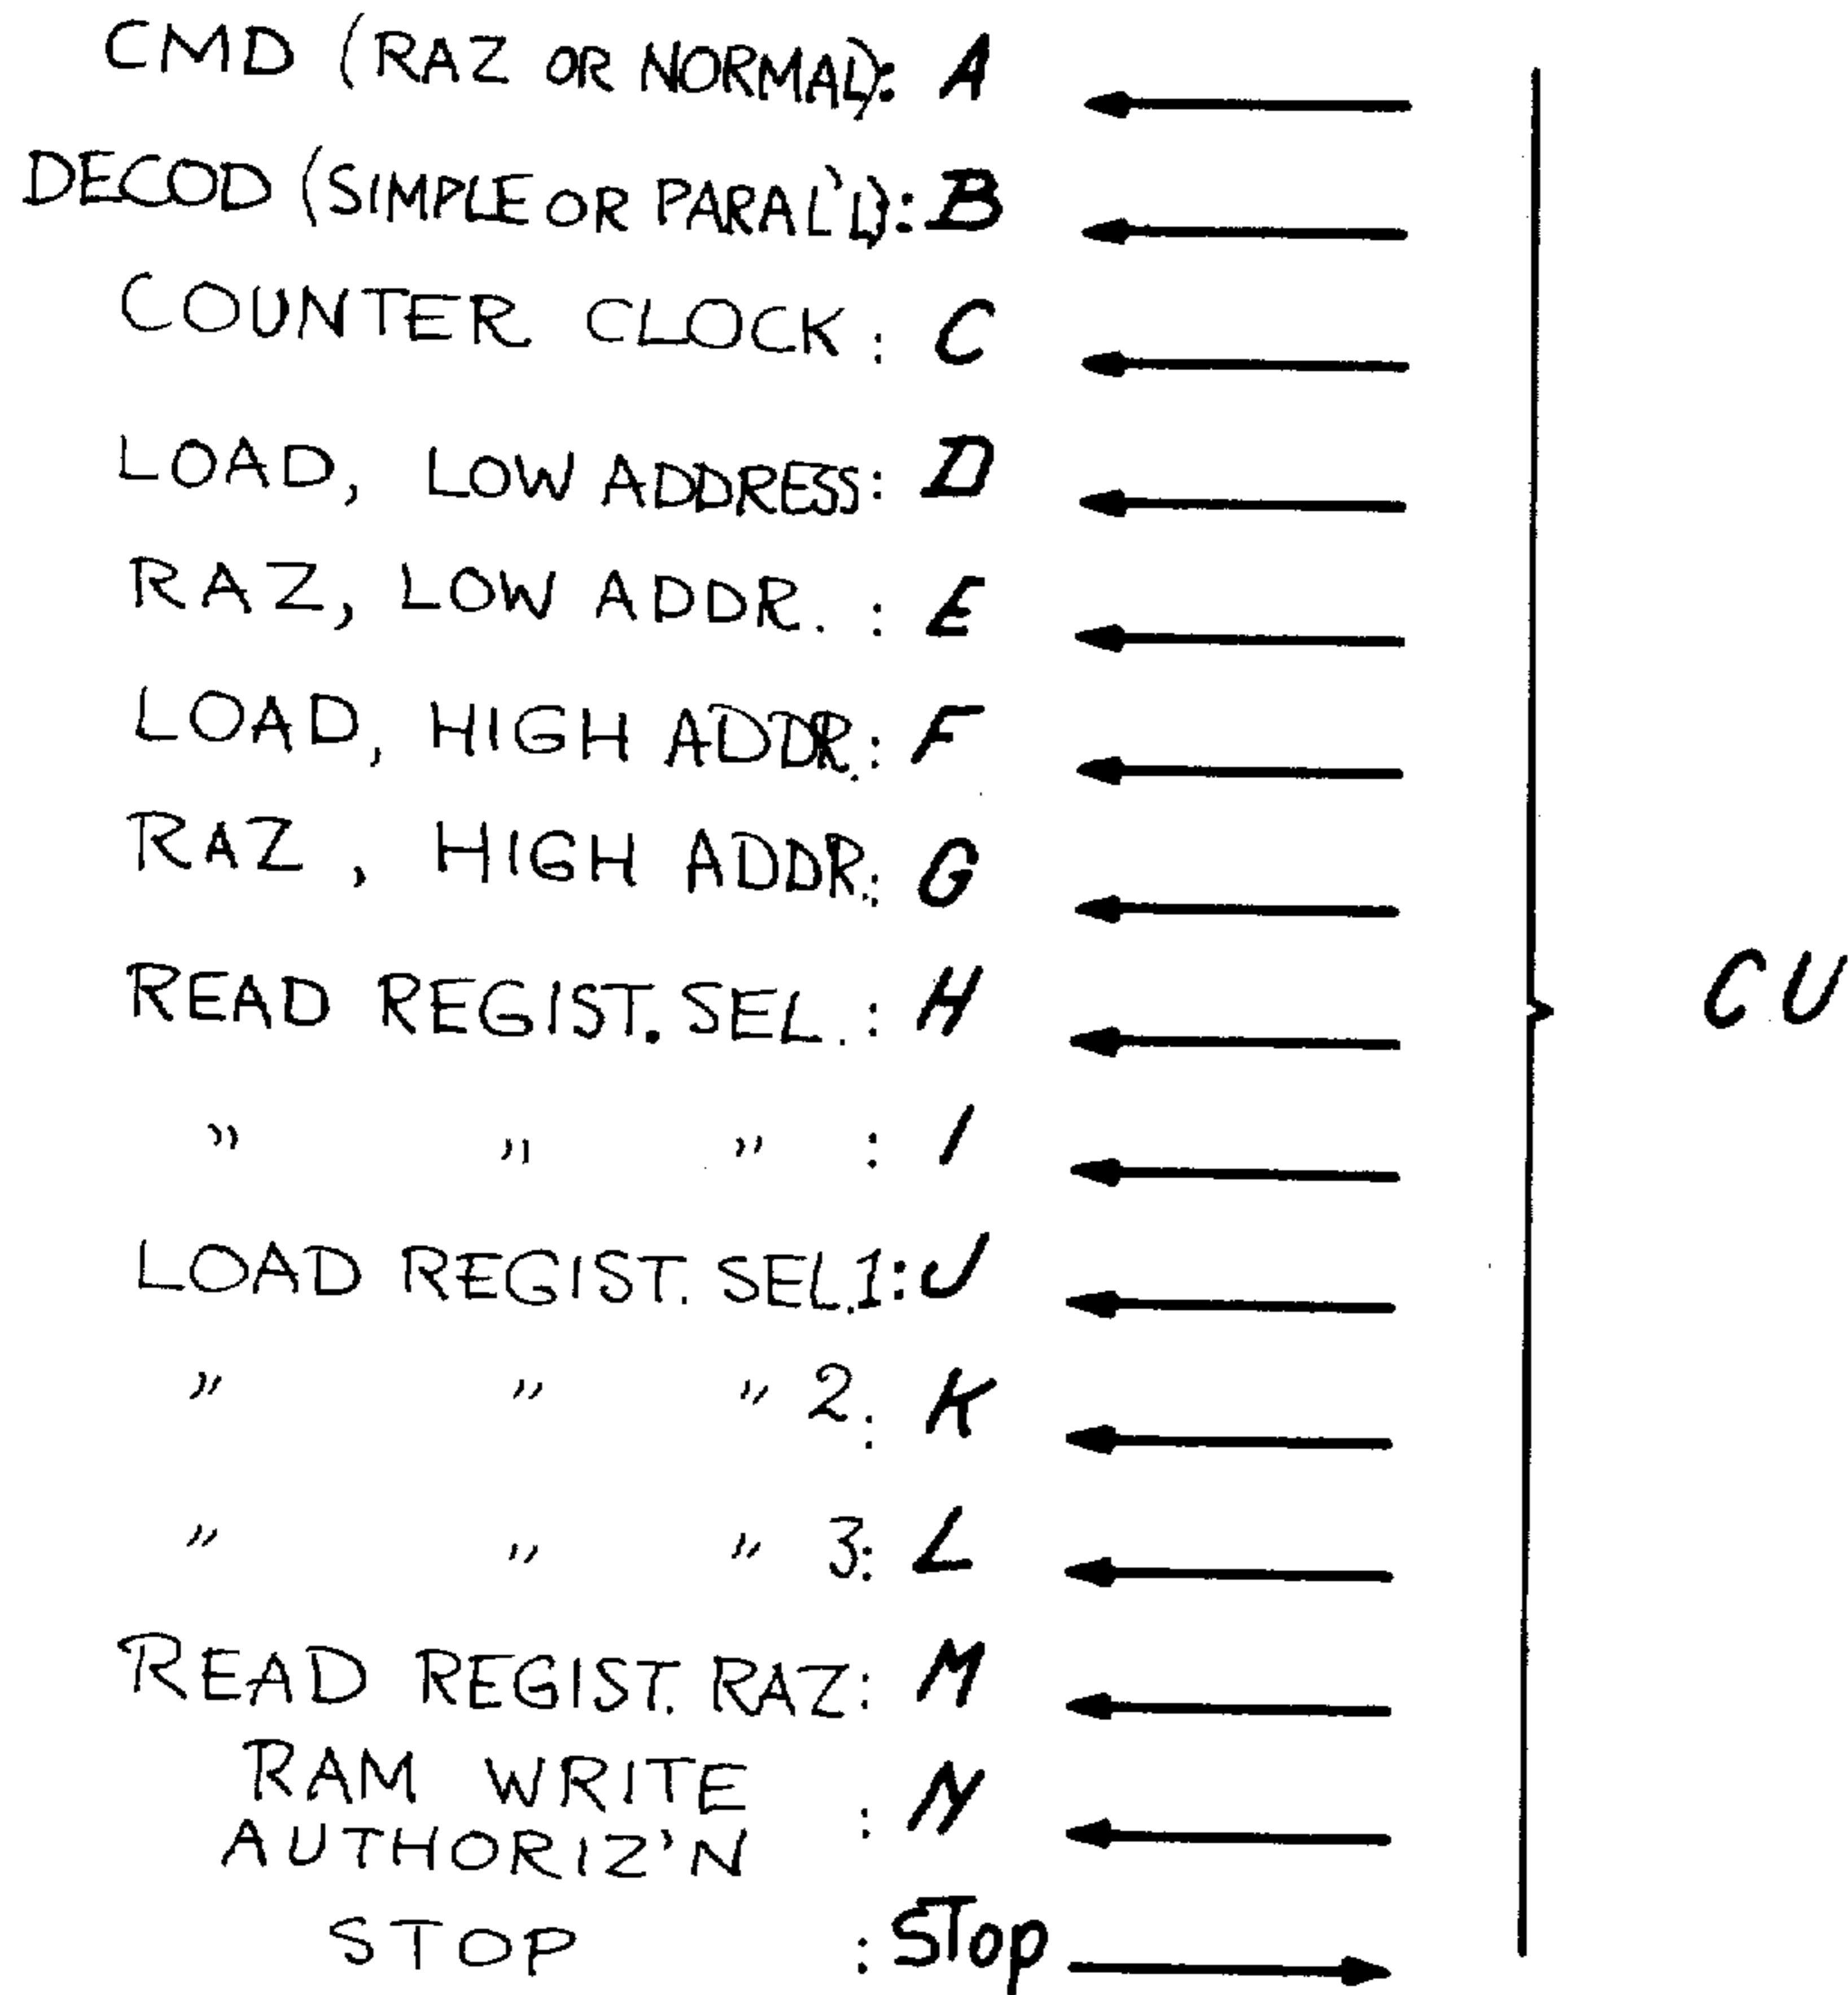 CMD (RAZ OR NORMAL): A
DECOD (SIMPLE OR PARAL'L): B
COUNTER CLOCK: C
LOAD, LOW ADDRESS: D
RAZ, LOW ADDR. : E
LOAD, HIGH ADDR.: F
RAZ, HIGH ADDR.: G
READ REGIST. SEL. : H
CU
" " " : I
LOAD REGIST. SEL.1: J
" " " 2: K
" " " 3: L
READ REGIST. RAZ: M
RAM WRITE
AUTHORIZ'N : N
STOP : STOP